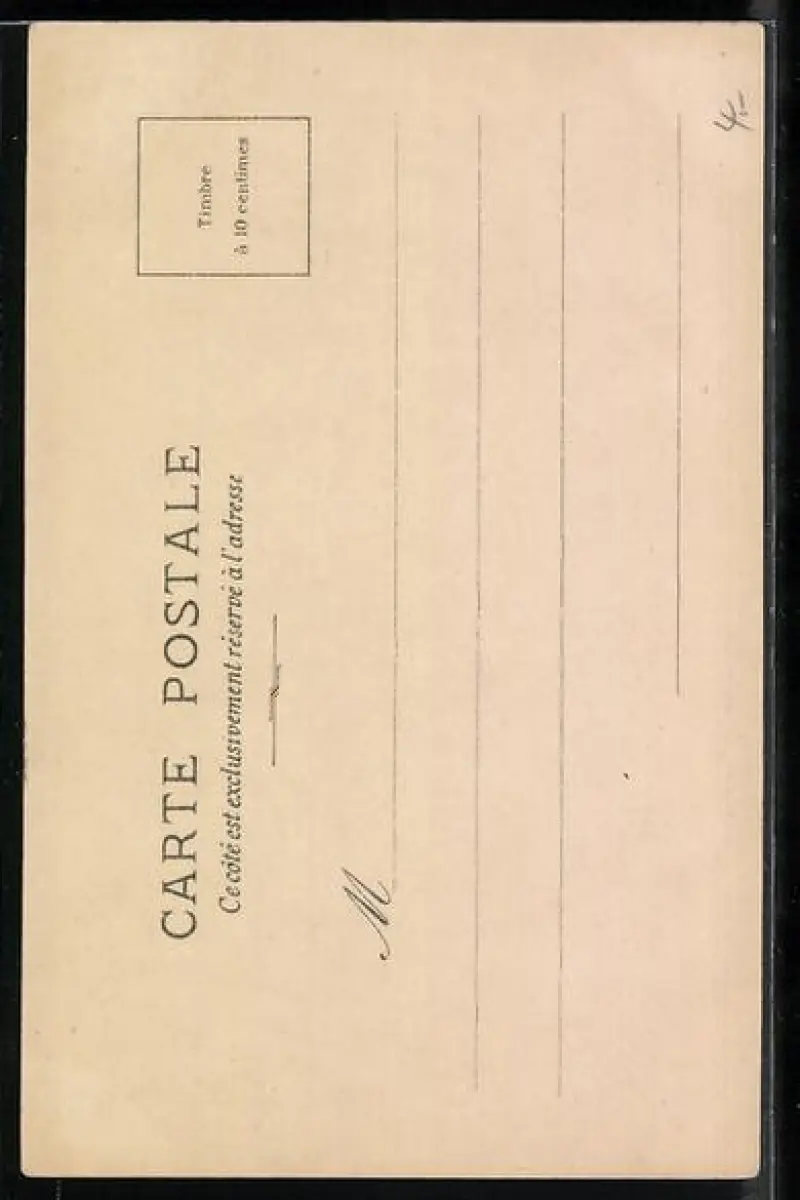 CARTE POSTALE
Ce côté est exclusivement réservé à l'adresse
Timbre
à 10 centimes
M
4.-